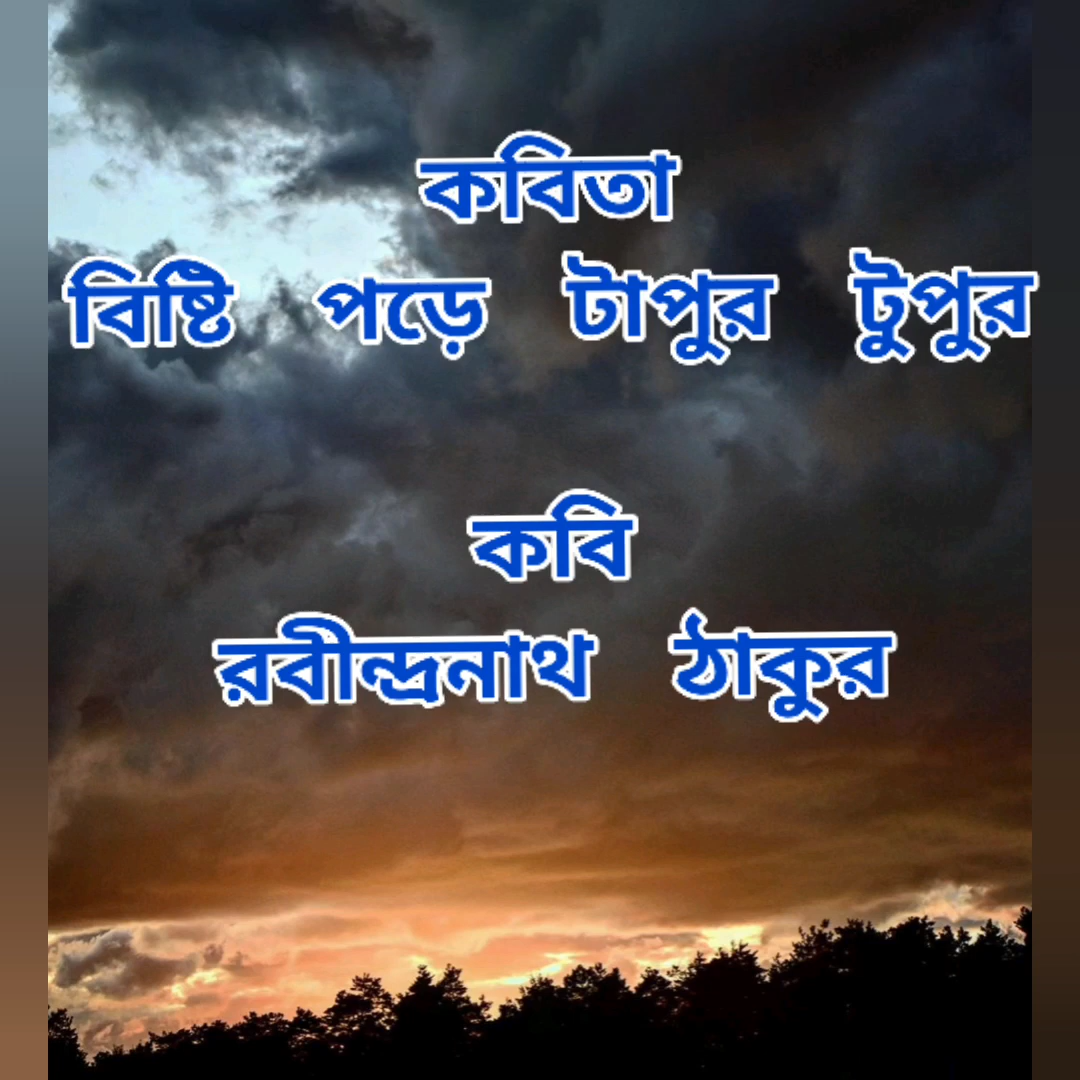 কবিতা
বিষ্টি পড়ে টাপুর টুপুর
কবি
রবীন্দ্রনাথ ঠাকুর